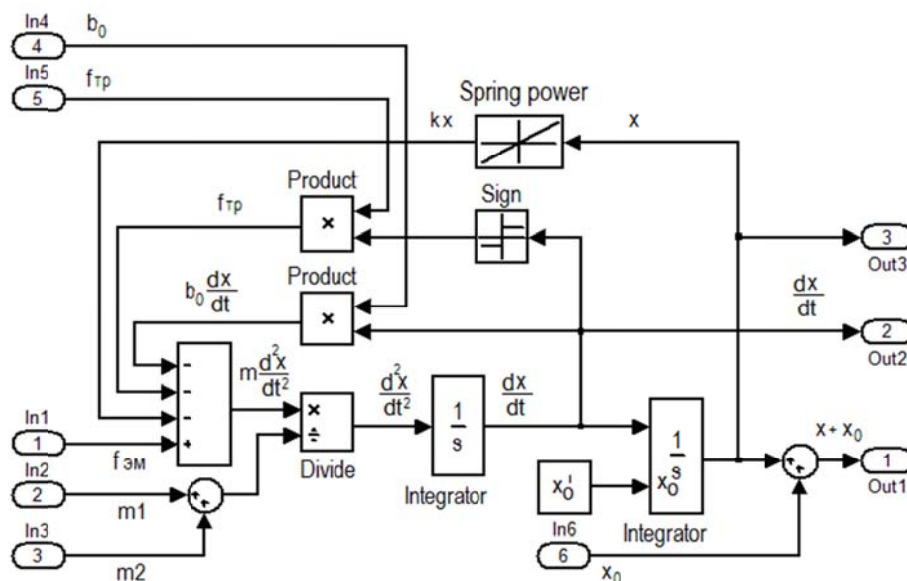 In4
4
b₀
In5
5
fтр
Spring power
kx
x
Product
×
fтр
Sign
Product
×
b₀ dx/dt
3
Out3
dx/dt
2
Out2
-
-
-
+
m d²x/dt²
×
÷
Divide
d²x/dt²
1/s
Integrator
dx/dt
x₀'
1/s
x₀
Integrator
x + x₀
1
Out1
In1
1
fэм
In2
2
m1
+
+
In3
3
m2
In6
6
x₀
+
+